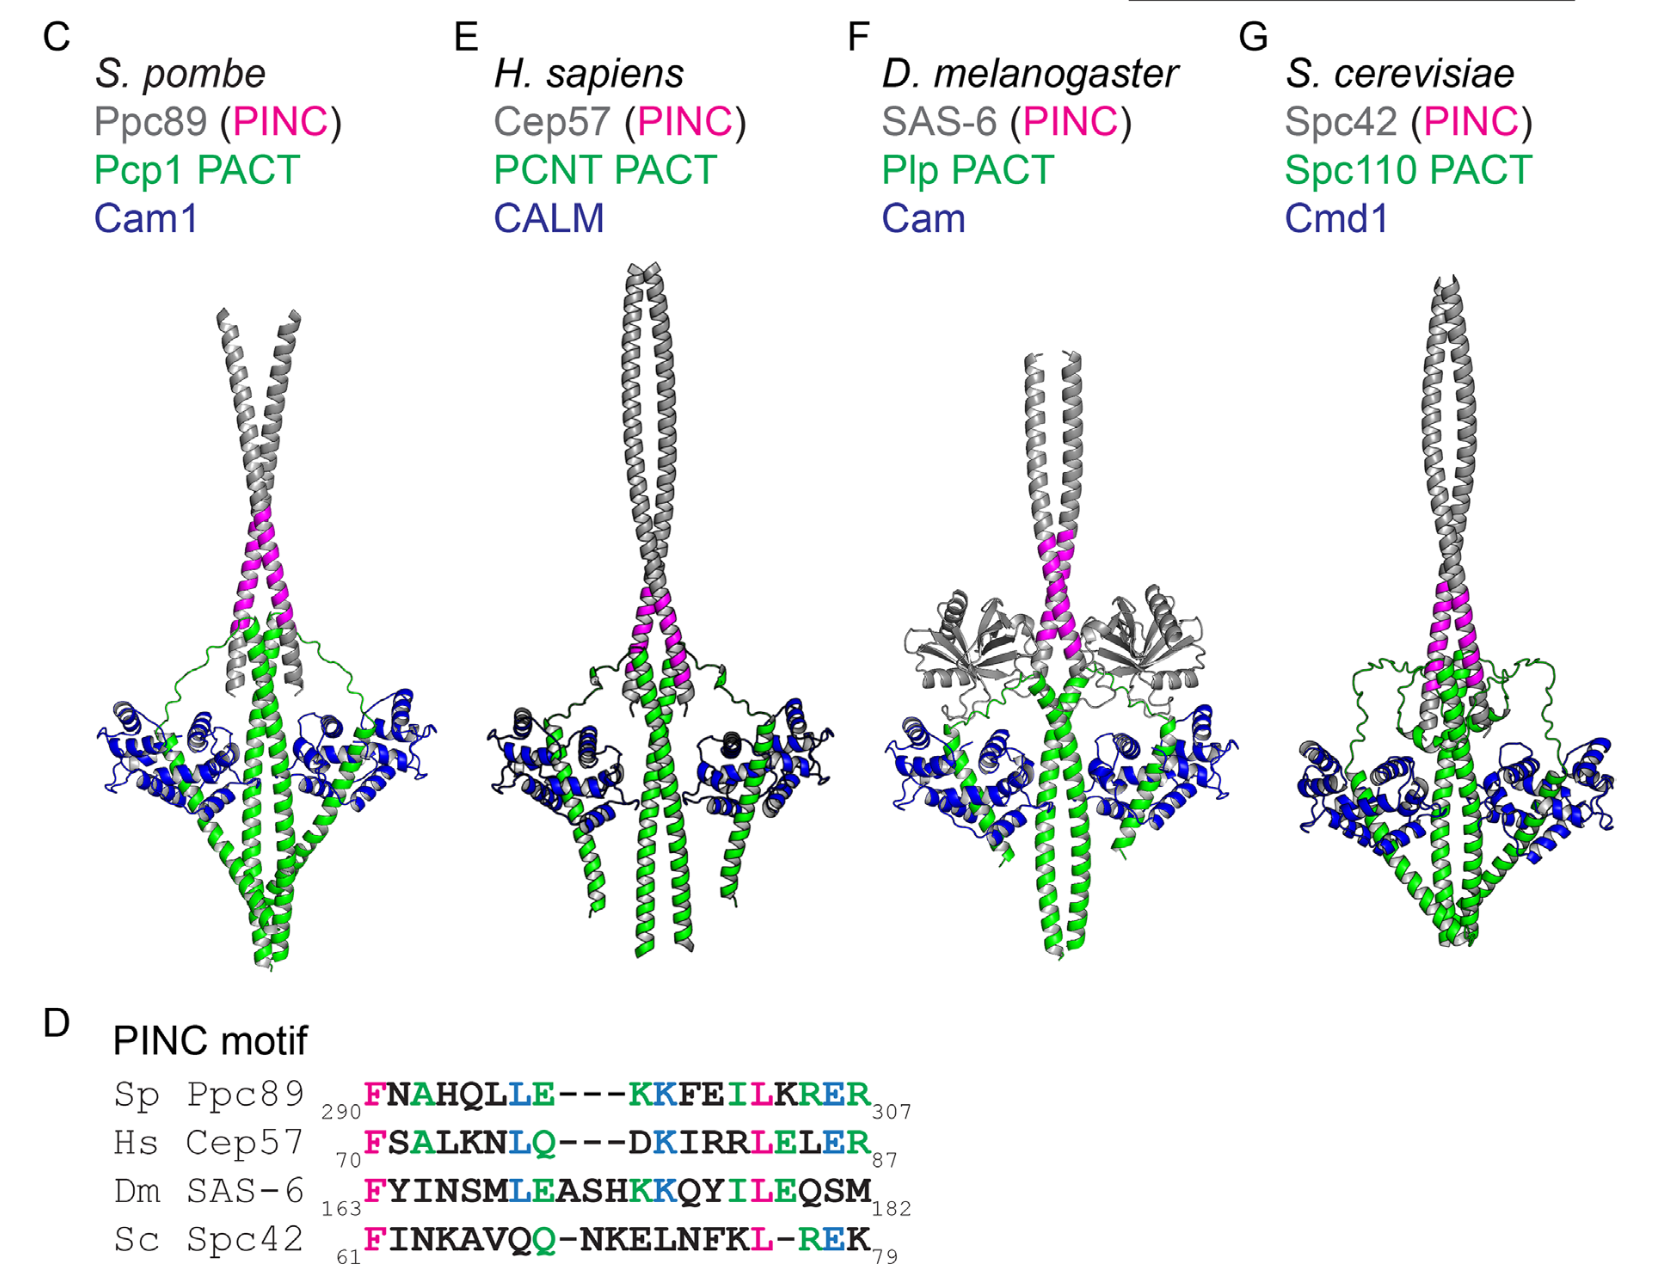 C
S. pombe
Ppc89 (PINC)
Pcp1 PACT
Cam1
E
H. sapiens
Cep57 (PINC)
PCNT PACT
CALM
F
D. melanogaster
SAS-6 (PINC)
Plp PACT
Cam
G
S. cerevisiae
Spc42 (PINC)
Spc110 PACT
Cmd1
D
PINC motif
Sp Ppc89 290 FNAHQLLE---KKFEILKRER 307
Hs Cep57 70 FSALKNLQ---DKIRRLELER 87
Dm SAS-6 163 FYINSMLEASHKKQYILEQSM 182
Sc Spc42 61 FINKAVQQ-NKELNFKL-REK 79